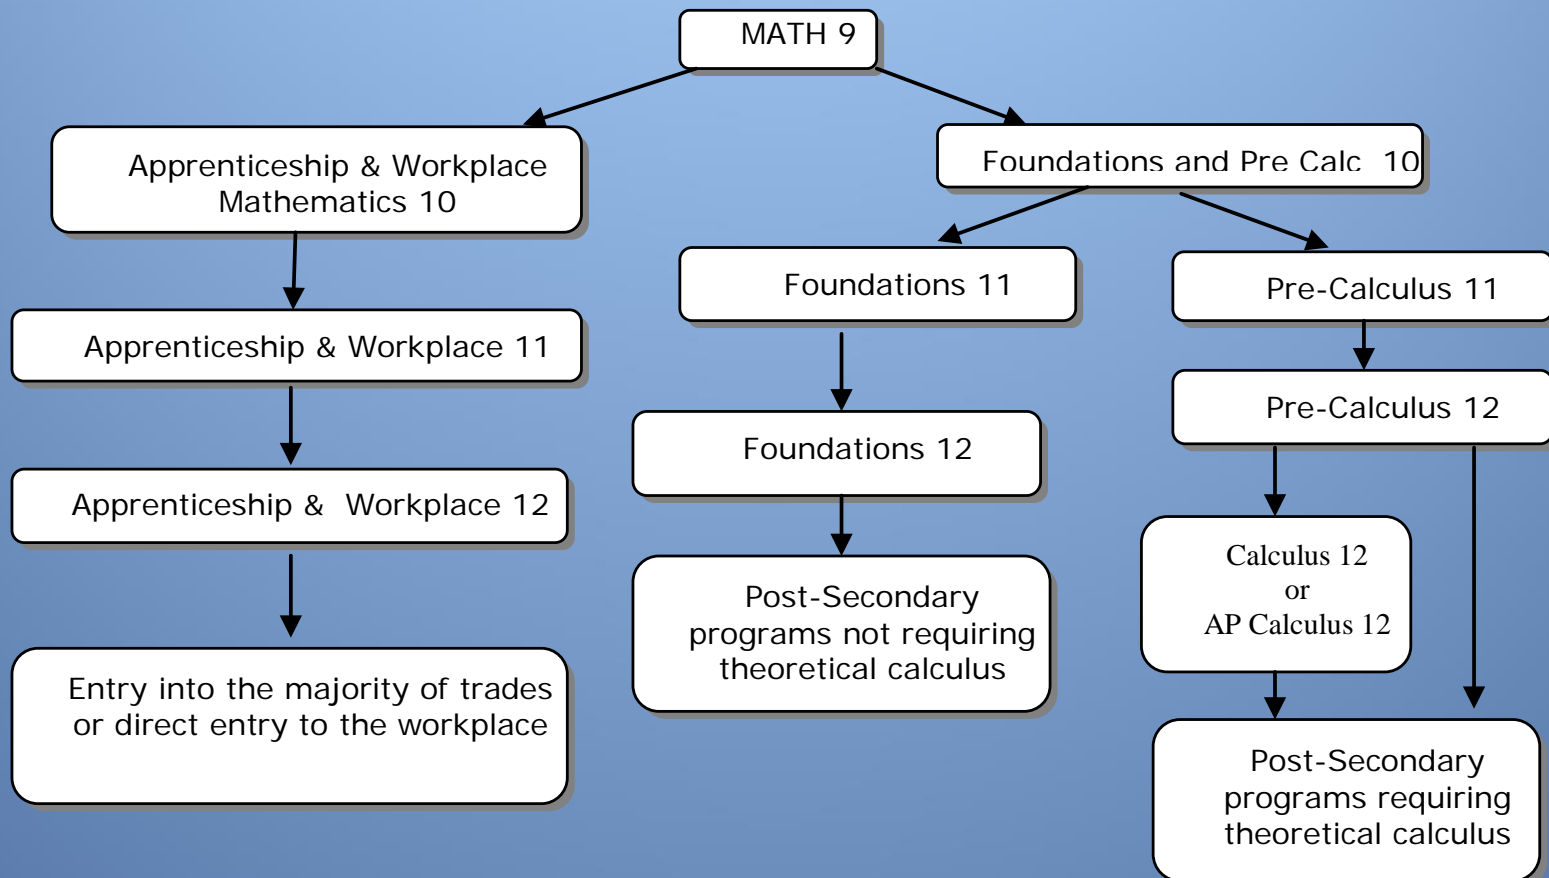 MATH 9
Apprenticeship & Workplace
Mathematics 10
Foundations and Pre Calc 10
Foundations 11
Pre-Calculus 11
Apprenticeship & Workplace 11
Pre-Calculus 12
Foundations 12
Apprenticeship & Workplace 12
Calculus 12
or
AP Calculus 12
Post-Secondary
programs not requiring
theoretical calculus
Entry into the majority of trades
or direct entry to the workplace
Post-Secondary
programs requiring
theoretical calculus